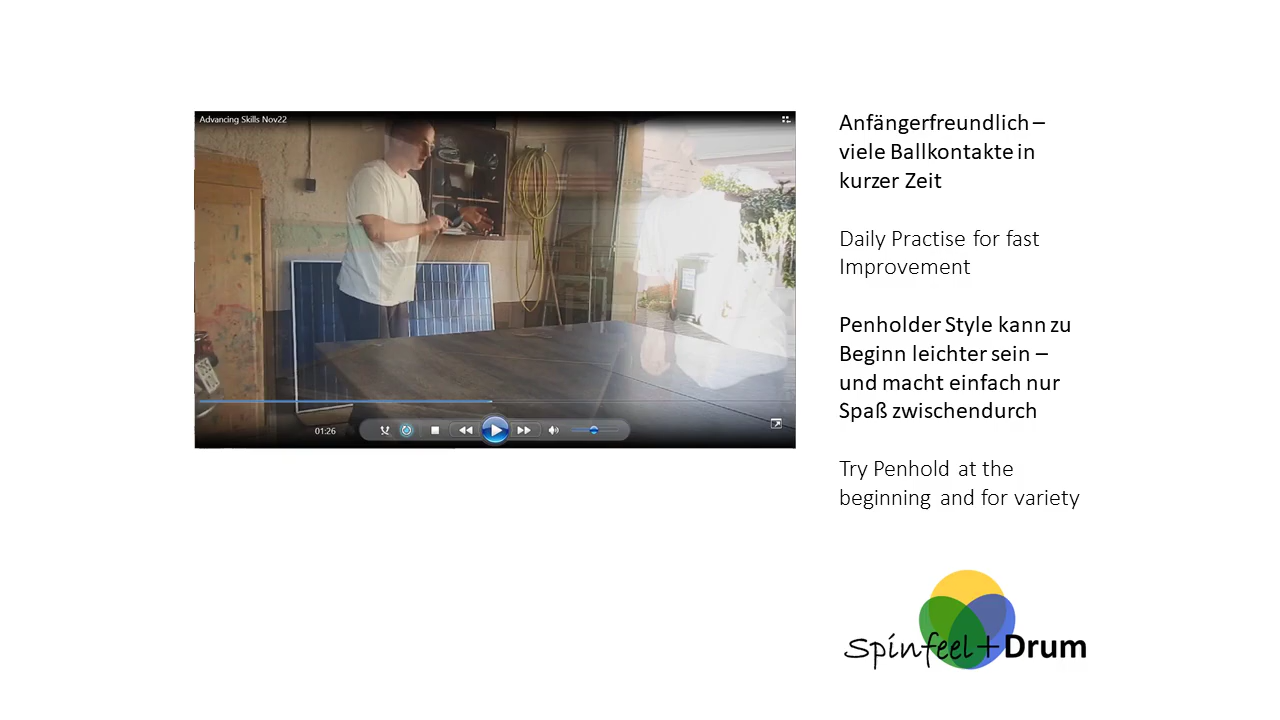 Advancing Skills Nov22
01:26
Anfängerfreundlich –
viele Ballkontakte in
kurzer Zeit
Daily Practise for fast
Improvement
Penholder Style kann zu
Beginn leichter sein –
und macht einfach nur
Spaß zwischendurch
Try Penhold at the
beginning and for variety
Spinfeel+Drum